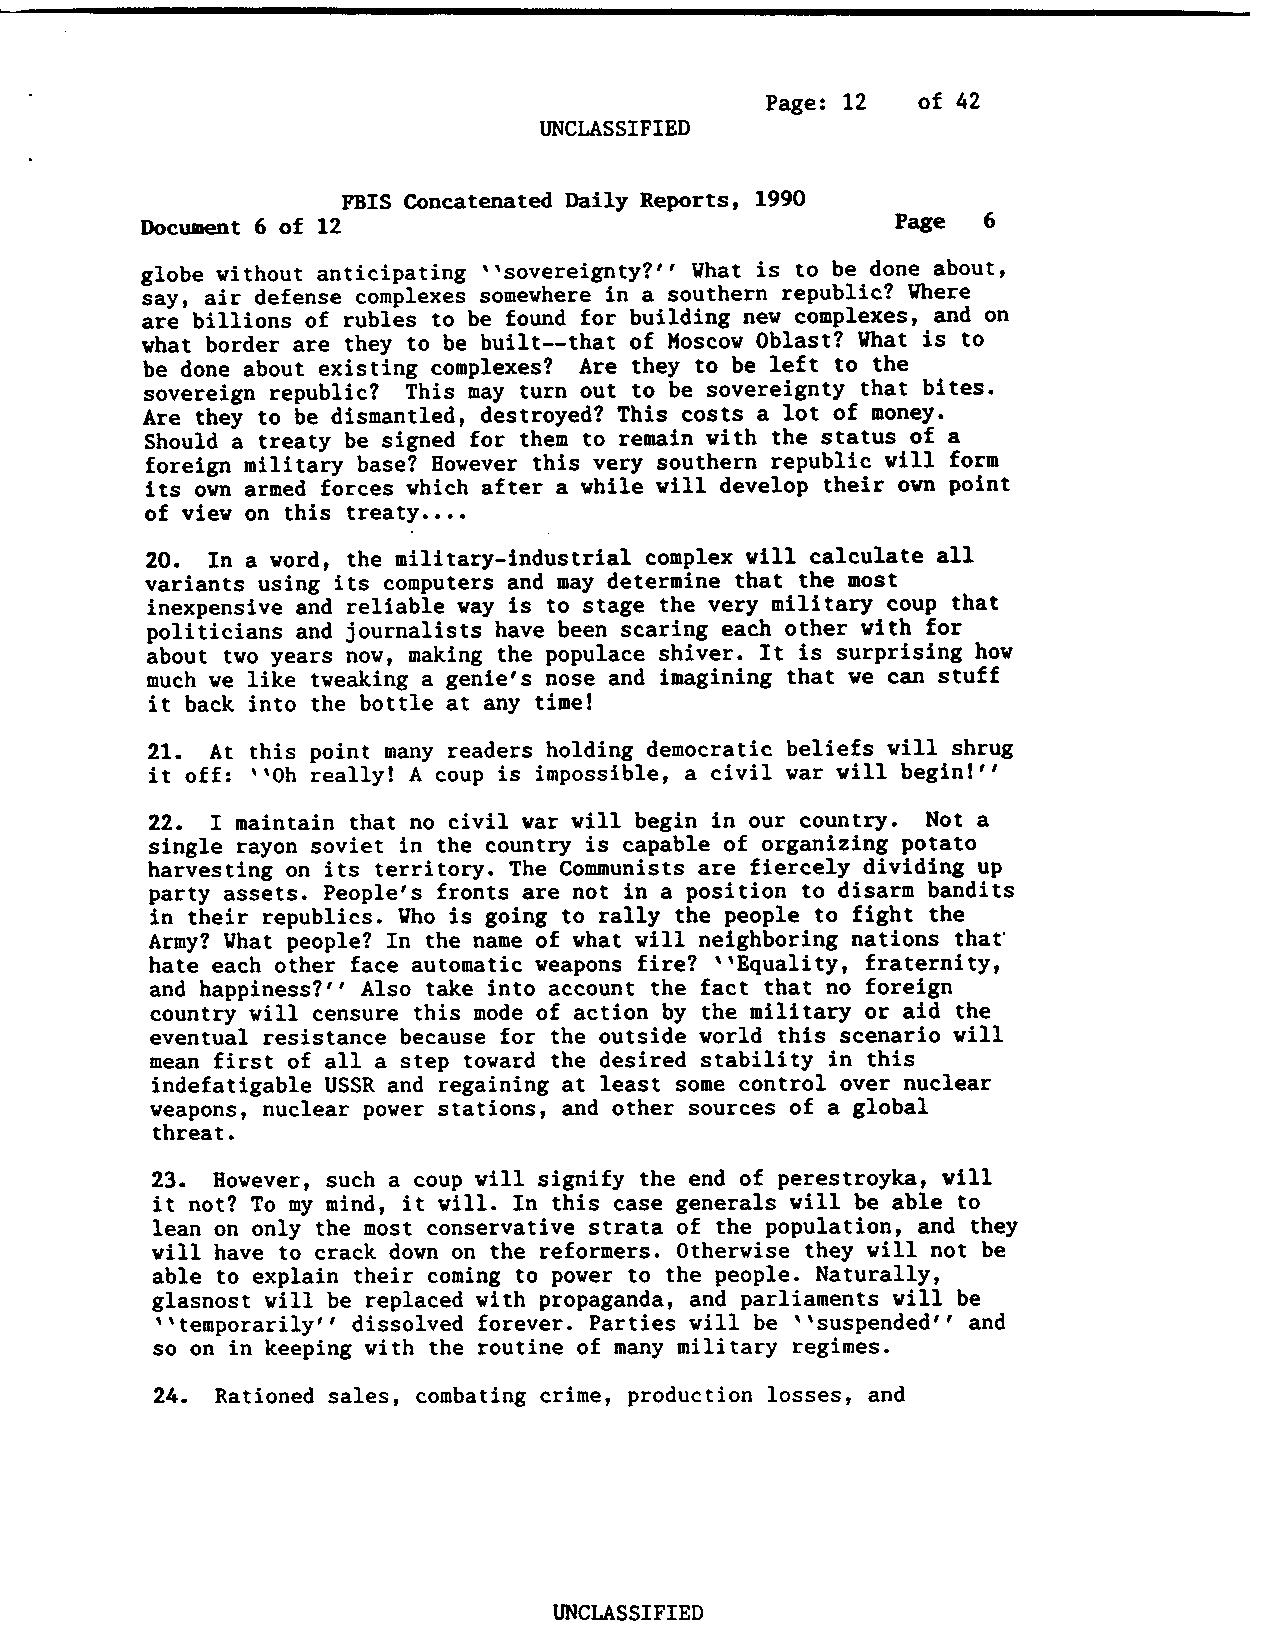 Page: 12 of 42
UNCLASSIFIED
FBIS Concatenated Daily Reports, 1990
Document 6 of 12 Page 6
globe without anticipating ``sovereignty?'' What is to be done about,
say, air defense complexes somewhere in a southern republic? Where
are billions of rubles to be found for building new complexes, and on
what border are they to be built--that of Moscow Oblast? What is to
be done about existing complexes? Are they to be left to the
sovereign republic? This may turn out to be sovereignty that bites.
Are they to be dismantled, destroyed? This costs a lot of money.
Should a treaty be signed for them to remain with the status of a
foreign military base? However this very southern republic will form
its own armed forces which after a while will develop their own point
of view on this treaty....
20. In a word, the military-industrial complex will calculate all
variants using its computers and may determine that the most
inexpensive and reliable way is to stage the very military coup that
politicians and journalists have been scaring each other with for
about two years now, making the populace shiver. It is surprising how
much we like tweaking a genie's nose and imagining that we can stuff
it back into the bottle at any time!
21. At this point many readers holding democratic beliefs will shrug
it off: ``Oh really! A coup is impossible, a civil war will begin!''
22. I maintain that no civil war will begin in our country. Not a
single rayon soviet in the country is capable of organizing potato
harvesting on its territory. The Communists are fiercely dividing up
party assets. People's fronts are not in a position to disarm bandits
in their republics. Who is going to rally the people to fight the
Army? What people? In the name of what will neighboring nations that
hate each other face automatic weapons fire? ``Equality, fraternity,
and happiness?'' Also take into account the fact that no foreign
country will censure this mode of action by the military or aid the
eventual resistance because for the outside world this scenario will
mean first of all a step toward the desired stability in this
indefatigable USSR and regaining at least some control over nuclear
weapons, nuclear power stations, and other sources of a global
threat.
23. However, such a coup will signify the end of perestroyka, will
it not? To my mind, it will. In this case generals will be able to
lean on only the most conservative strata of the population, and they
will have to crack down on the reformers. Otherwise they will not be
able to explain their coming to power to the people. Naturally,
glasnost will be replaced with propaganda, and parliaments will be
``temporarily'' dissolved forever. Parties will be ``suspended'' and
so on in keeping with the routine of many military regimes.
24. Rationed sales, combating crime, production losses, and
UNCLASSIFIED